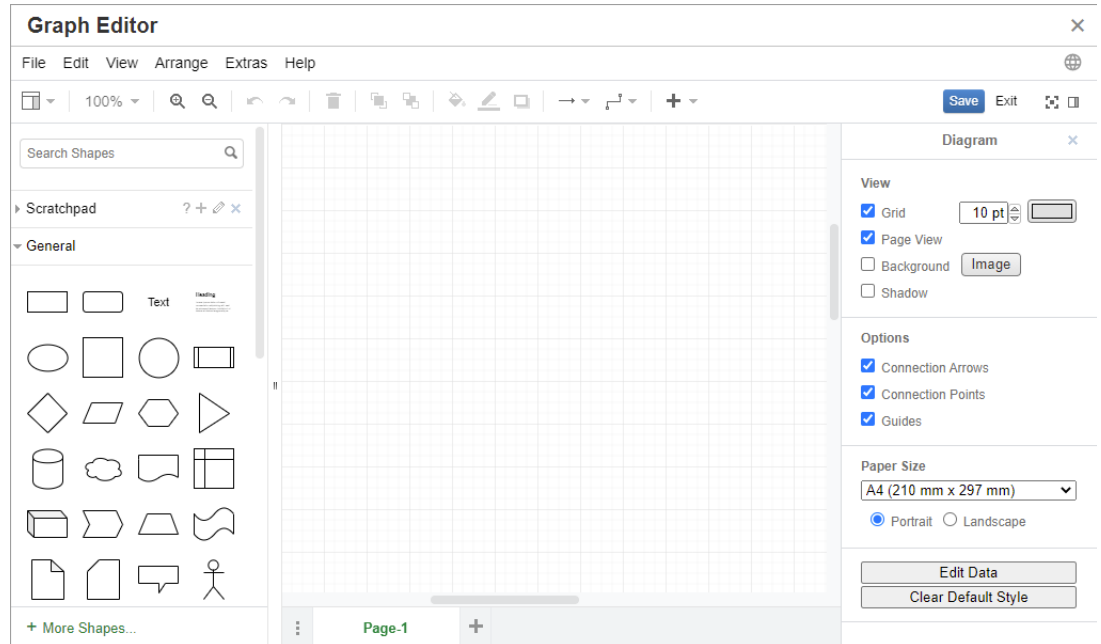 Graph Editor
File Edit View Arrange Extras Help
100%
Save Exit
Search Shapes
Scratchpad ?
General
Text Heading
+ More Shapes...
Page-1
Diagram
View
Grid 10 pt
Page View
Background Image
Shadow
Options
Connection Arrows
Connection Points
Guides
Paper Size
A4 (210 mm x 297 mm)
Portrait Landscape
Edit Data
Clear Default Style